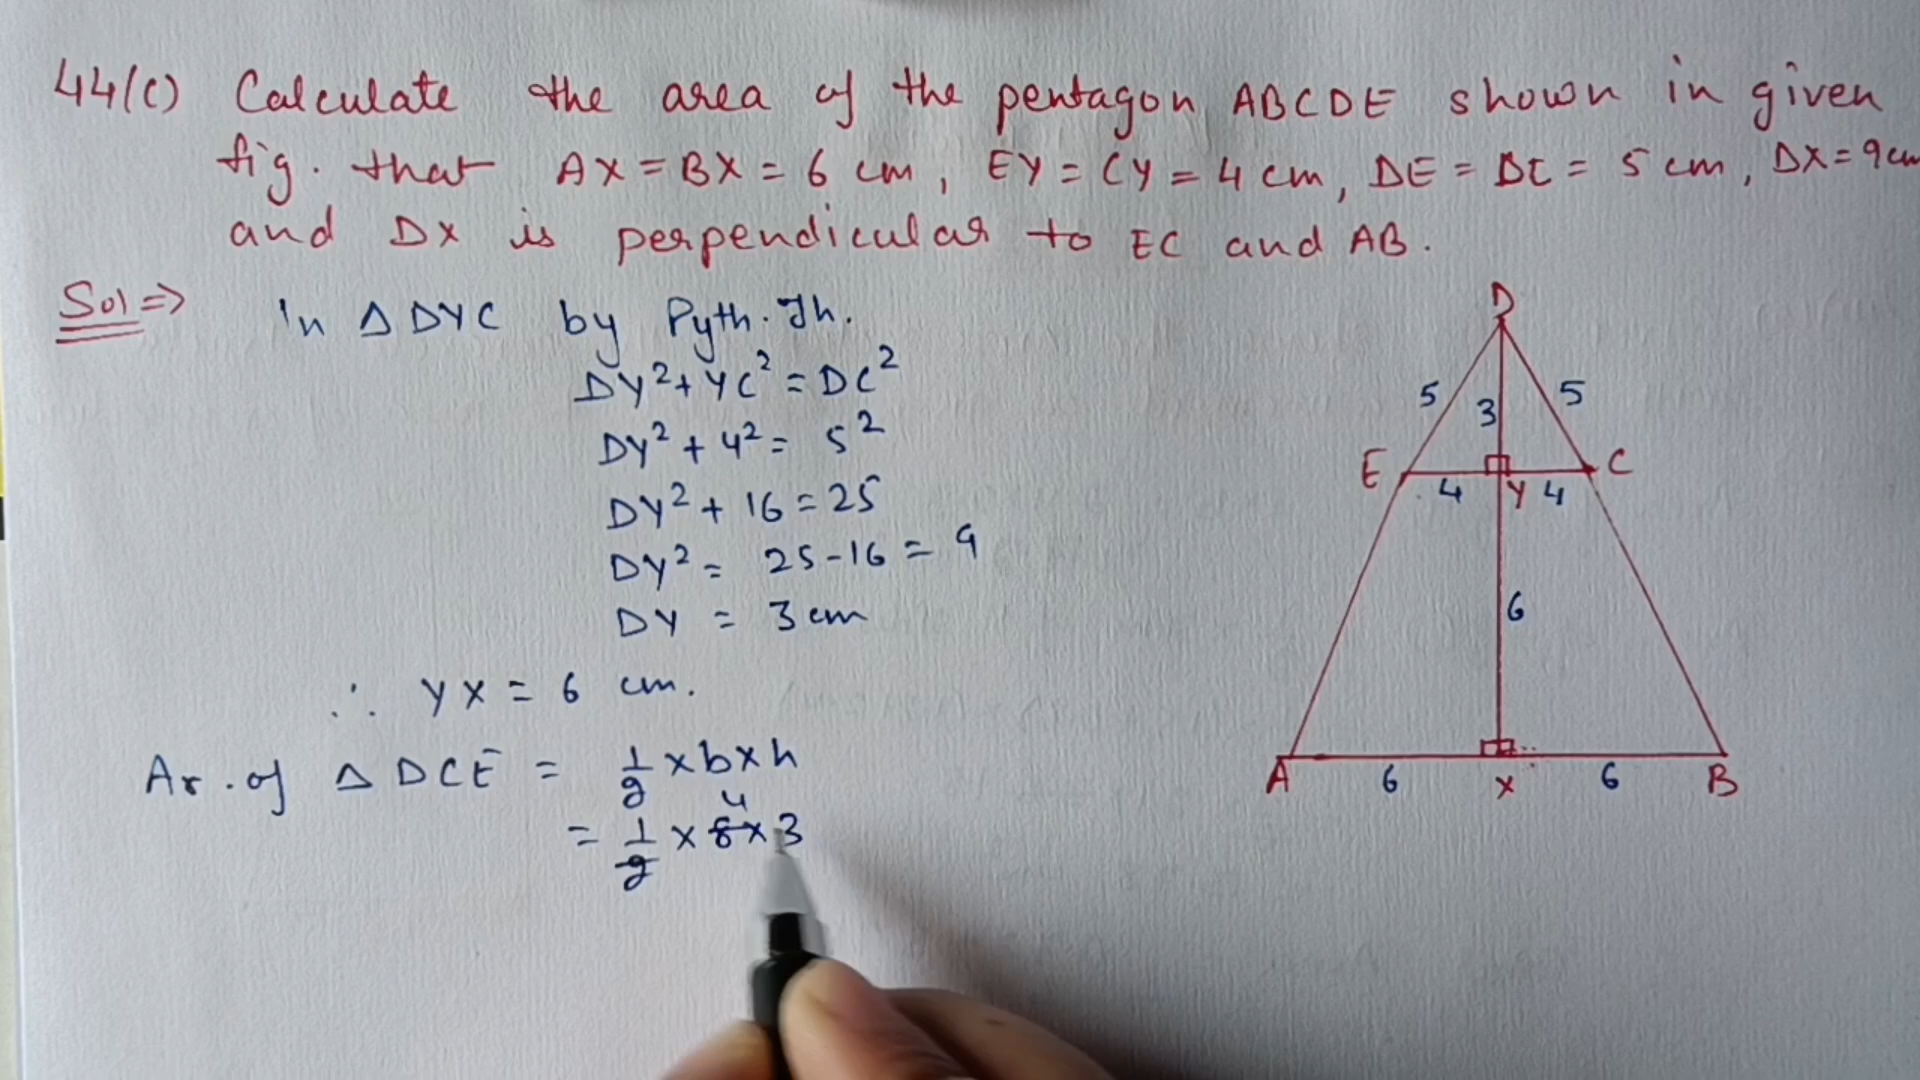 44(c) Calculate the area of the pentagon ABCDE shown in given
fig. that AX = BX = 6 cm, EY = CY = 4 cm, DE = DC = 5 cm, DX = 9 cm
and DX is perpendicular to EC and AB.
Sol => In Δ DYC by Pyth. Th.
DY² + YC² = DC²
DY² + 4² = 5²
DY² + 16 = 25
DY² = 25 - 16 = 9
DY = 3 cm
∴ YX = 6 cm.
Ar. of Δ DCE = 1/2 × b × h
4
= 1/2 × 8 × 3
D
5 3 5
E C
4 Y 4
6
A 6 X 6 B